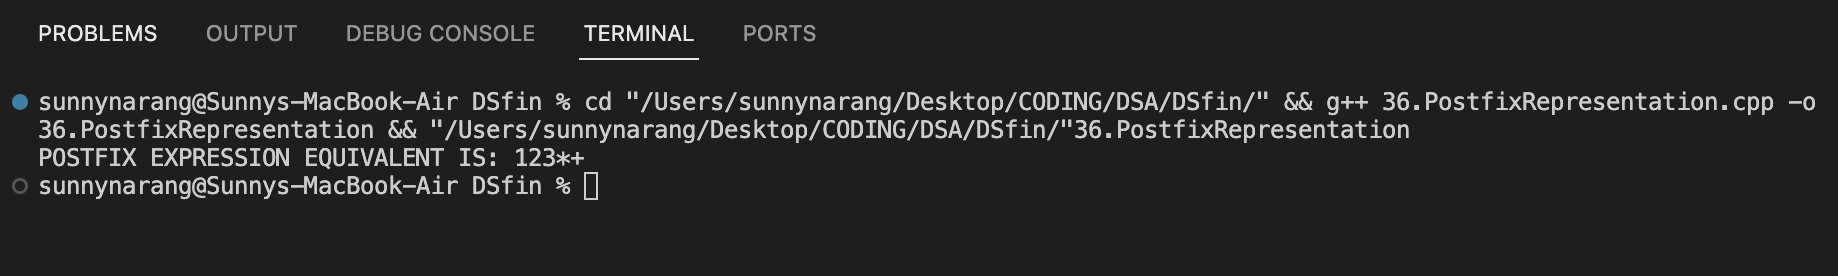 PROBLEMS OUTPUT DEBUG CONSOLE TERMINAL PORTS
sunnynarang@Sunnys-MacBook-Air DSfin % cd "/Users/sunnynarang/Desktop/CODING/DSA/DSfin/" && g++ 36.PostfixRepresentation.cpp -o
36.PostfixRepresentation && "/Users/sunnynarang/Desktop/CODING/DSA/DSfin/"36.PostfixRepresentation
POSTFIX EXPRESSION EQUIVALENT IS: 123*+
sunnynarang@Sunnys-MacBook-Air DSfin %